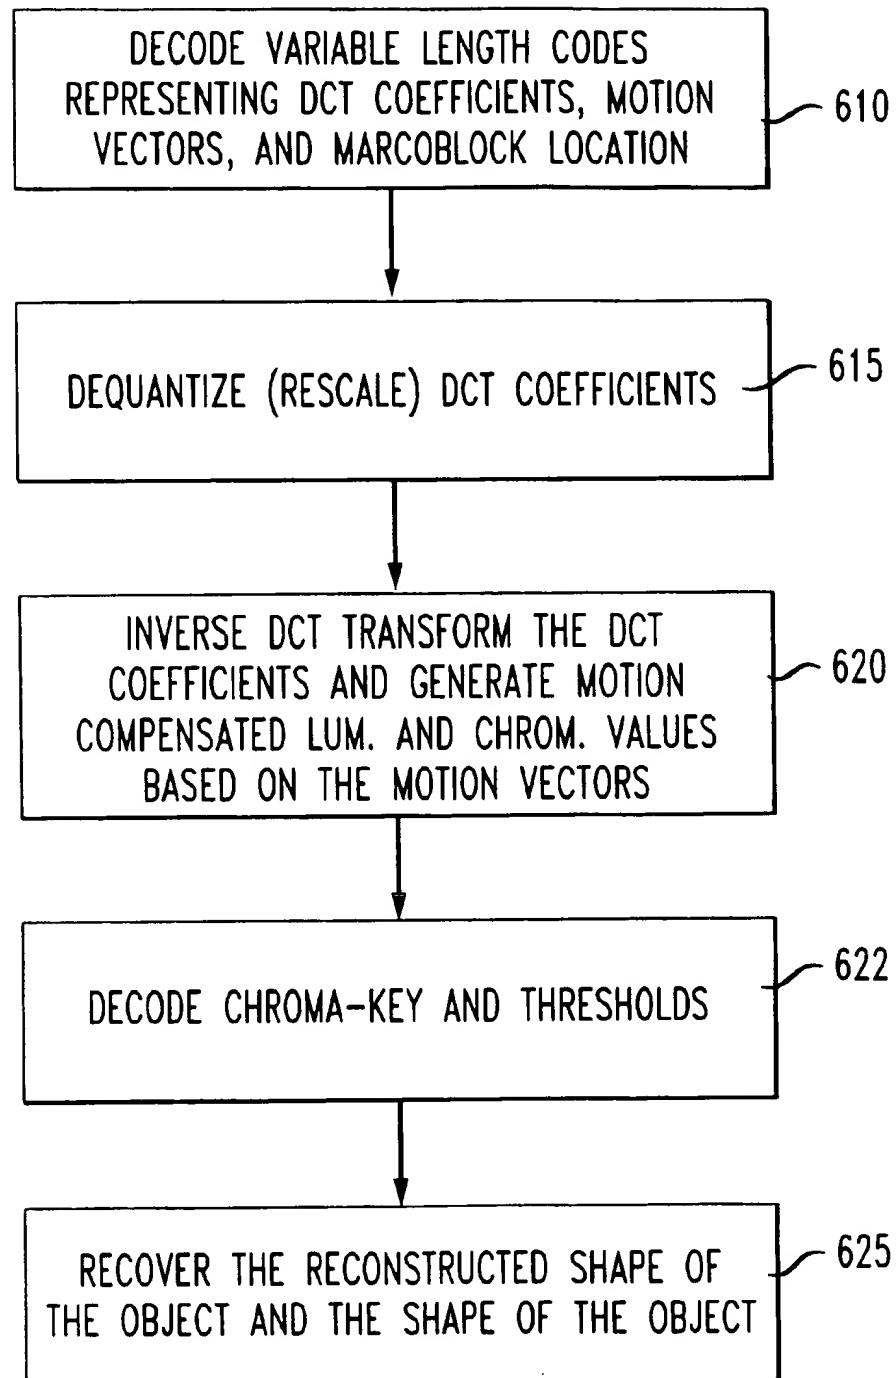 DECODE VARIABLE LENGTH CODES
REPRESENTING DCT COEFFICIENTS, MOTION
VECTORS, AND MARCOBLOCK LOCATION
610
DEQUANTIZE (RESCALE) DCT COEFFICIENTS
615
INVERSE DCT TRANSFORM THE DCT
COEFFICIENTS AND GENERATE MOTION
COMPENSATED LUM. AND CHROM. VALUES
BASED ON THE MOTION VECTORS
620
DECODE CHROMA-KEY AND THRESHOLDS
622
RECOVER THE RECONSTRUCTED SHAPE OF
THE OBJECT AND THE SHAPE OF THE OBJECT
625